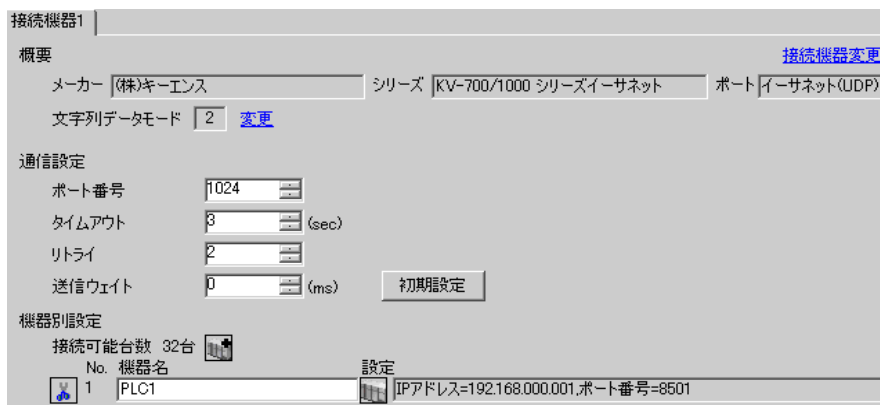 接続機器1
概要 接続機器変更
メーカー (株)キーエンス シリーズ KV-700/1000 シリーズイーサネット ポート イーサネット(UDP)
文字列データモード 2 変更
通信設定
ポート番号 1024
タイムアウト 3 (sec)
リトライ 2
送信ウェイト 0 (ms) 初期設定
機器別設定
接続可能台数 32台
No. 機器名 設定
1 PLC1 IPアドレス=192.168.000.001,ポート番号=8501